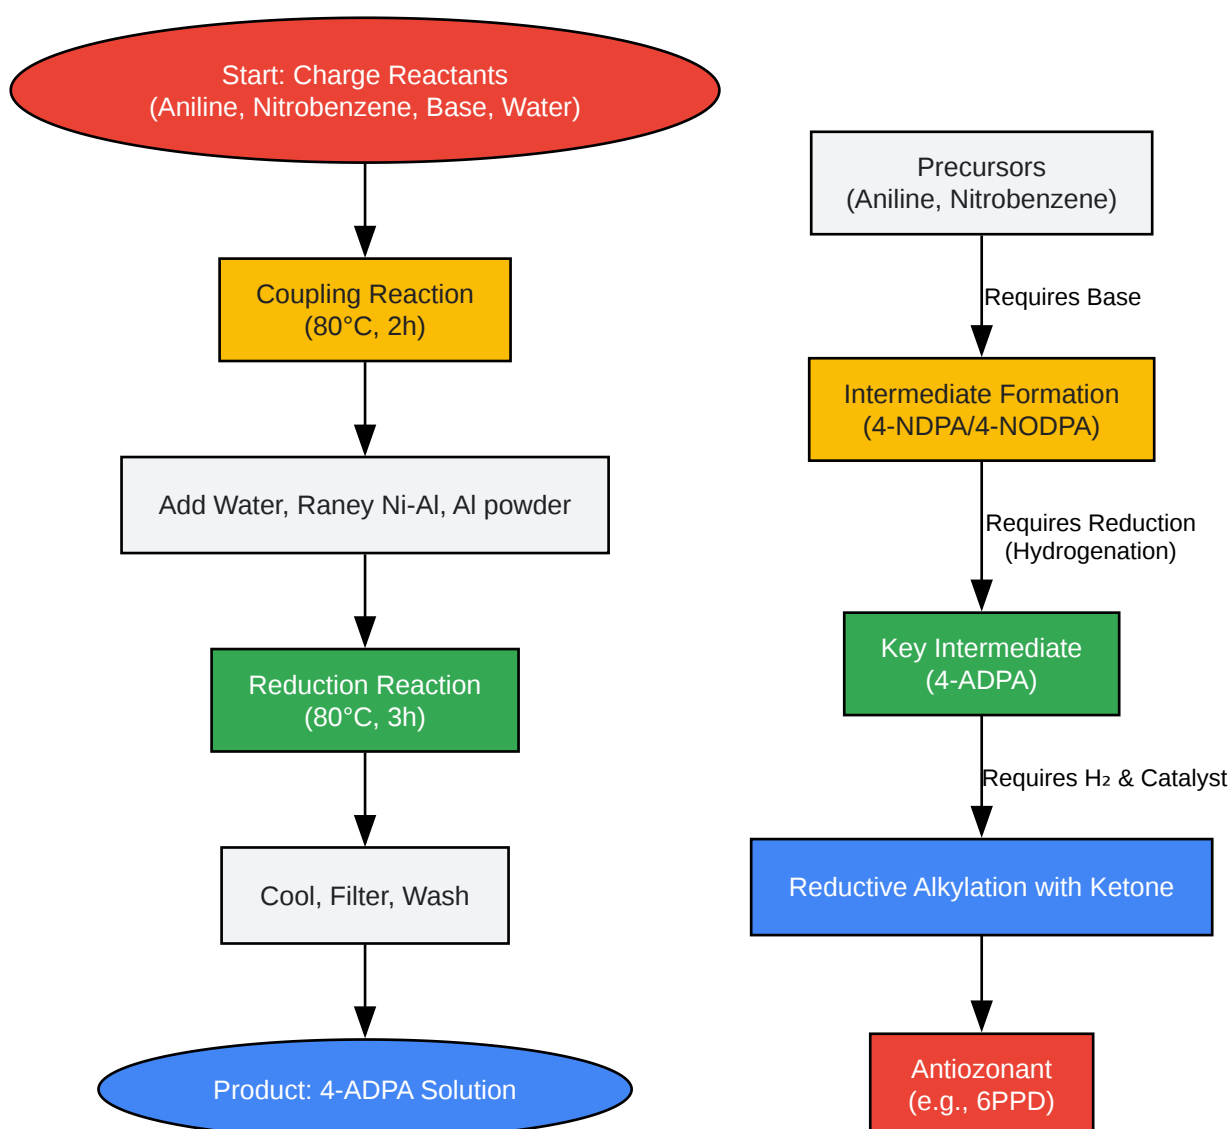 Start: Charge Reactants
(Aniline, Nitrobenzene, Base, Water)
Coupling Reaction
(80°C, 2h)
Add Water, Raney Ni-Al, Al powder
Reduction Reaction
(80°C, 3h)
Cool, Filter, Wash
Product: 4-ADPA Solution
Precursors
(Aniline, Nitrobenzene)
Requires Base
Intermediate Formation
(4-NDPA/4-NODPA)
Requires Reduction
(Hydrogenation)
Key Intermediate
(4-ADPA)
Requires H₂ & Catalyst
Reductive Alkylation with Ketone
Antiozonant
(e.g., 6PPD)